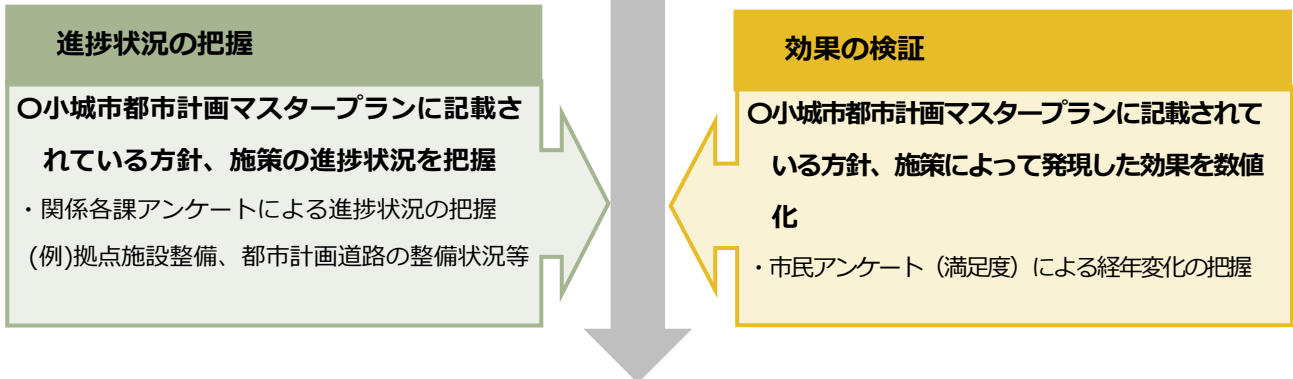 進捗状況の把握
〇小城市都市計画マスタープランに記載さ
れている方針、施策の進捗状況を把握
・関係各課アンケートによる進捗状況の把握
(例)拠点施設整備、都市計画道路の整備状況等
効果の検証
〇小城市都市計画マスタープランに記載されて
いる方針、施策によって発現した効果を数値
化
・市民アンケート（満足度）による経年変化の把握